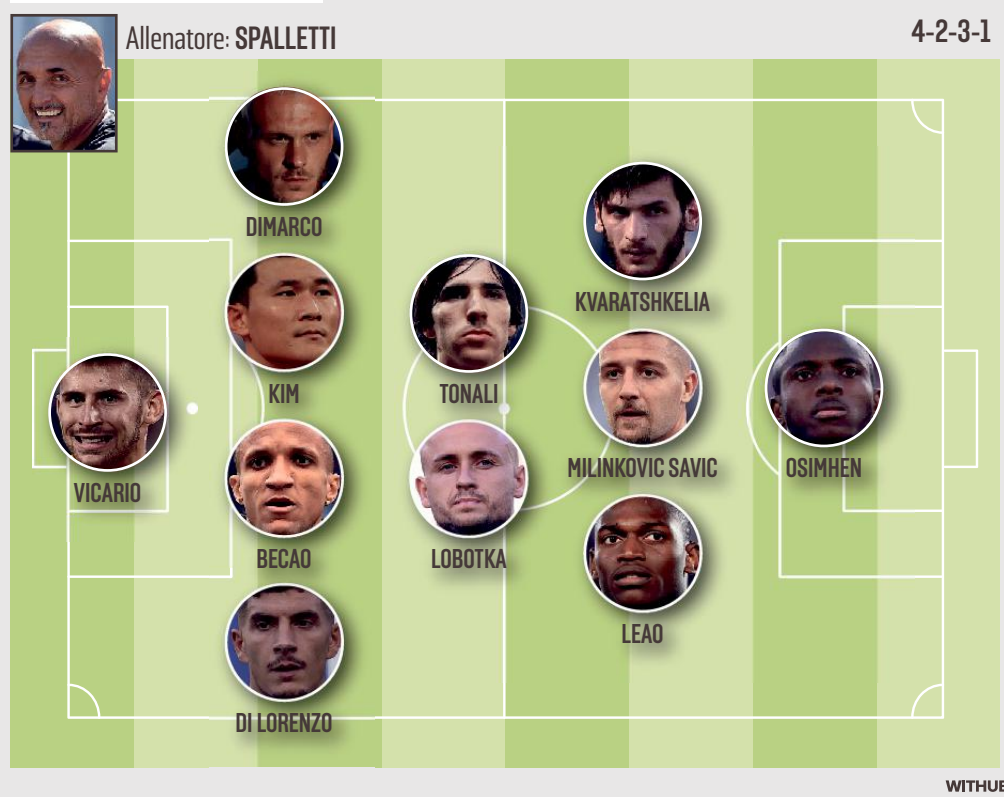 Allenatore: SPALLETTI
4-2-3-1
DIMARCO
KVARATSHKELIA
KIM
TONALI
MILINKOVIC SAVIC
OSIMHEN
VICARIO
BECAO
LOBOTKA
LEAO
DI LORENZO
WITHUB